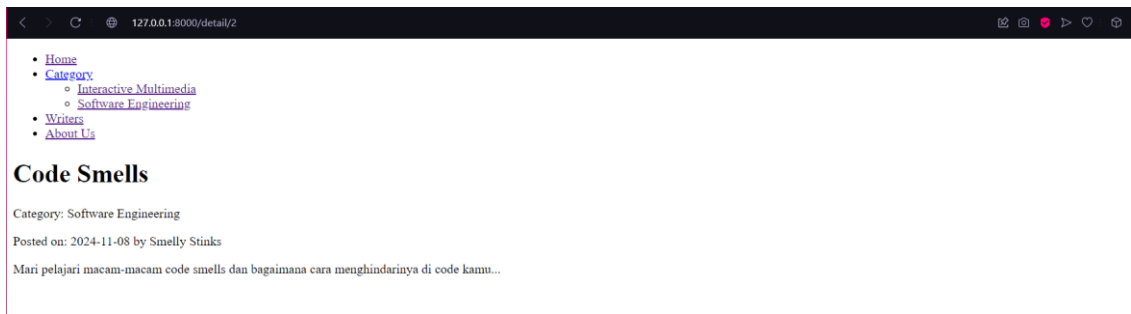 127.0.0.1:8000/detail/2
Home
Category
Interactive Multimedia
Software Engineering
Writers
About Us
Code Smells
Category: Software Engineering
Posted on: 2024-11-08 by Smelly Stinks
Mari pelajari macam-macam code smells dan bagaimana cara menghindarinya di code kamu...